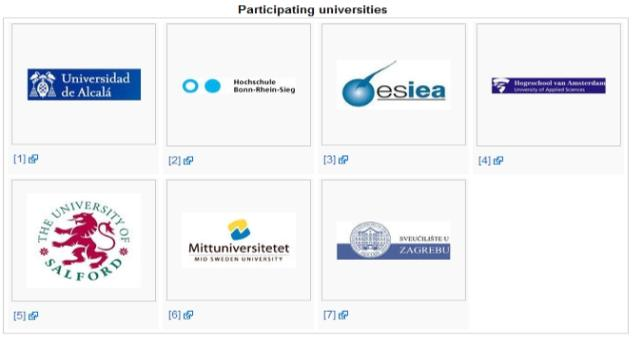 Participating universities
Universidad
de Alcalá
Hochschule
Bonn-Rhein-Sieg
esiea
Hogeschool van Amsterdam
University of Applied Sciences
[1]
[2]
[3]
[4]
THE UNIVERSITY OF
SALFORD
Mittuniversitetet
MID SWEDEN UNIVERSITY
SVEUČILIŠTE U
ZAGREBU
[5]
[6]
[7]